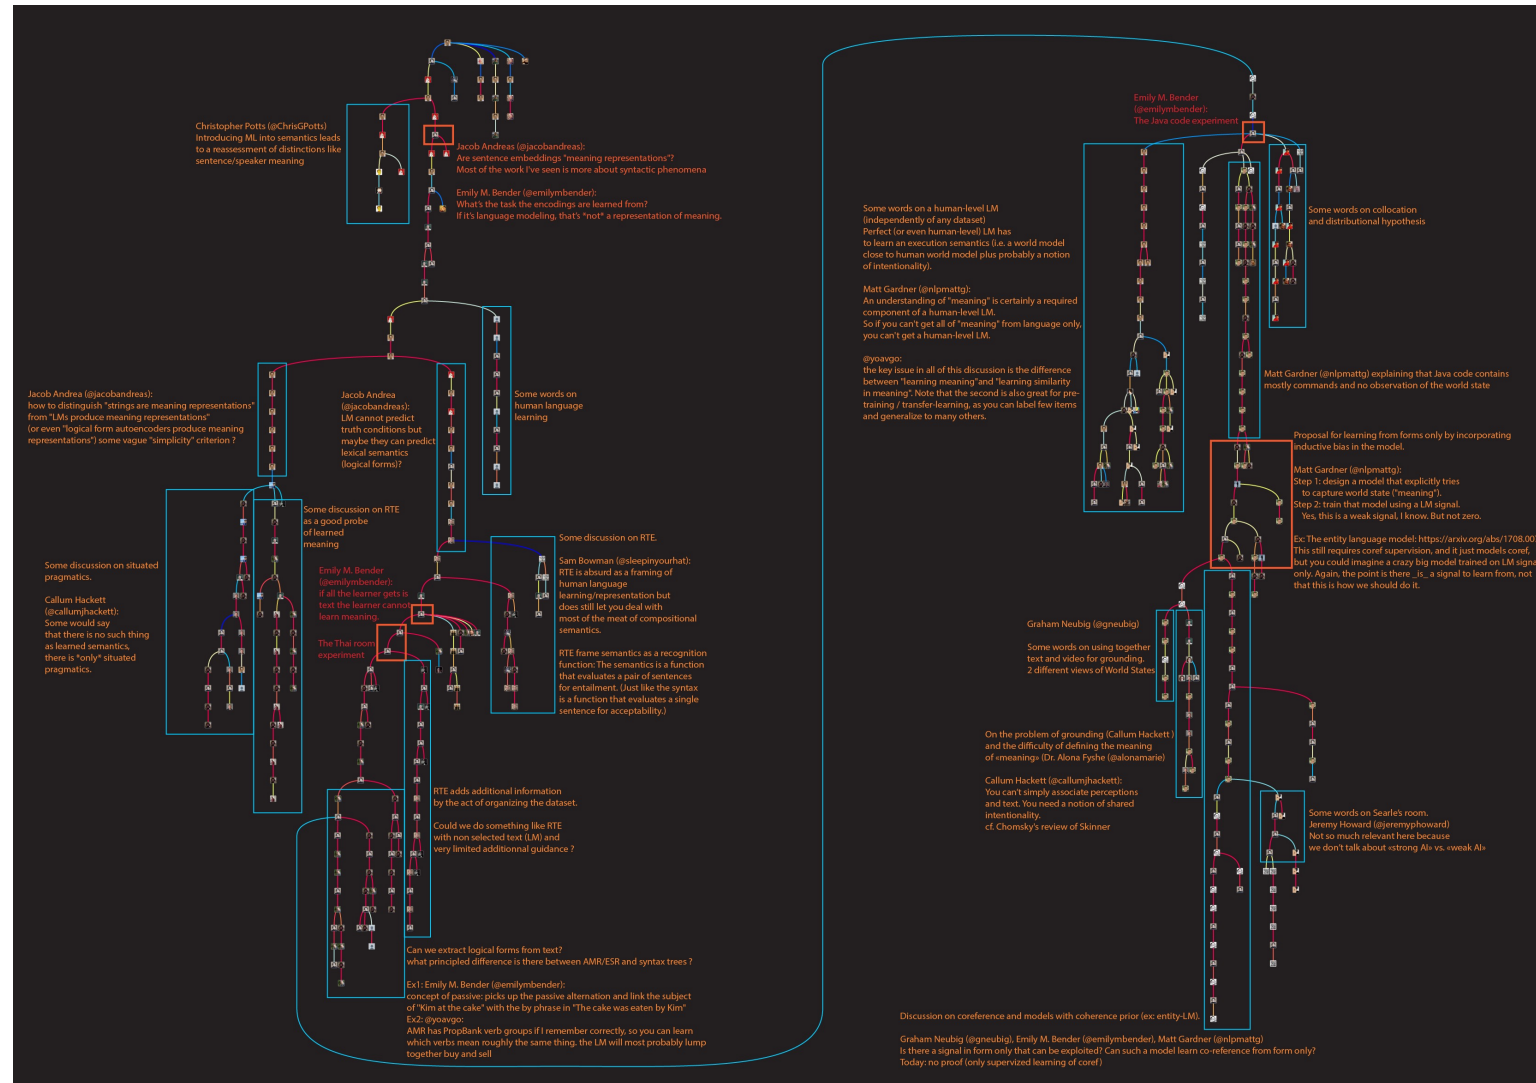 Christopher Potts (@ChrisGPotts)
Introducing ML into semantics leads
to a reassessment of distinctions like
sentence/speaker meaning
Jacob Andreas (@jacobandreas):
Are sentence embeddings "meaning representations"?
Most of the work I've seen is more about syntactic phenomena
Emily M. Bender (@emilymbender):
What's the task the encodings are learned from?
If it's language modeling, that's *not* a representation of meaning.
Jacob Andrea (@jacobandreas):
how to distinguish "strings are meaning representations"
from "LMs produce meaning representations"
(or even "logical form autoencoders produce meaning
representations") some vague "simplicity" criterion ?
Jacob Andrea
(@jacobandreas):
LM cannot predict
truth conditions but
maybe they can predict
lexical semantics
(logical forms)?
Some words on
human language
learning
Some discussion on RTE
as a good probe
of learned
meaning
Some discussion on situated
pragmatics.
Callum Hackett
(@callumjhackett):
Some would say
that there is no such thing
as learned semantics,
there is *only* situated
pragmatics.
Emily M. Bender
(@emilymbender):
if all the learner gets is
text the learner cannot
learn meaning.
The Thai room
experiment
Some discussion on RTE.
Sam Bowman (@sleepinyourhat):
RTE is absurd as a framing of
human language
learning/representation but
does still let you deal with
most of the meat of compositional
semantics.
RTE frame semantics as a recognition
function: The semantics is a function
that evaluates a pair of sentences
for entailment. (Just like the syntax
is a function that evaluates a single
sentence for acceptability.)
RTE adds additional information
by the act of organizing the dataset.
Could we do something like RTE
with non selected text (LM) and
very limited additionnal guidance ?
Can we extract logical forms from text?
what principled difference is there between AMR/ESR and syntax trees ?
Ex1: Emily M. Bender (@emilymbender):
concept of passive: picks up the passive alternation and link the subject
of "Kim at the cake" with the by phrase in "The cake was eaten by Kim"
Ex2: @yoavgo:
AMR has PropBank verb groups if I remember correctly, so you can learn
which verbs mean roughly the same thing. the LM will most probably lump
together buy and sell
Emily M. Bender
(@emilymbender):
The Java code experiment
Some words on a human-level LM
(independently of any dataset)
Perfect (or even human-level) LM has
to learn an execution semantics (i.e. a world model
close to human world model plus probably a notion
of intentionality).
Matt Gardner (@nlpmattg):
An understanding of "meaning" is certainly a required
component of a human-level LM.
So if you can't get all of "meaning" from language only,
you can't get a human-level LM.
@yoavgo:
the key issue in all of this discussion is the difference
between "learning meaning"and "learning similarity
in meaning". Note that the second is also great for pre-
training / transfer-learning, as you can label few items
and generalize to many others.
Some words on collocation
and distributional hypothesis
Matt Gardner (@nlpmattg) explaining that Java code contains
mostly commands and no observation of the world state
Proposal for learning from forms only by incorporating
inductive bias in the model.
Matt Gardner (@nlpmattg):
Step 1: design a model that explicitly tries
to capture world state ("meaning").
Step 2: train that model using a LM signal.
Yes, this is a weak signal, I know. But not zero.
Ex: The entity language model: https://arxiv.org/abs/1708.00
This still requires coref supervision, and it just models coref,
but you could imagine a crazy big model trained on LM signa
only. Again, the point is there _is_ a signal to learn from, not
that this is how we should do it.
Graham Neubig (@gneubig)
Some words on using together
text and video for grounding.
2 different views of World States
On the problem of grounding (Callum Hackett )
and the difficulty of defining the meaning
of «meaning» (Dr. Alona Fyshe (@alonamarie)
Callum Hackett (@callumjhackett):
You can't simply associate perceptions
and text. You need a notion of shared
intentionality.
cf. Chomsky's review of Skinner
Some words on Searle's room.
Jeremy Howard (@jeremyphoward)
Not so much relevant here because
we don't talk about «strong AI» vs. «weak AI»
Discussion on coreference and models with coherence prior (ex: entity-LM).
Graham Neubig (@gneubig), Emily M. Bender (@emilymbender), Matt Gardner (@nlpmattg)
Is there a signal in form only that can be exploited? Can such a model learn co-reference from form only?
Today: no proof (only supervized learning of coref)